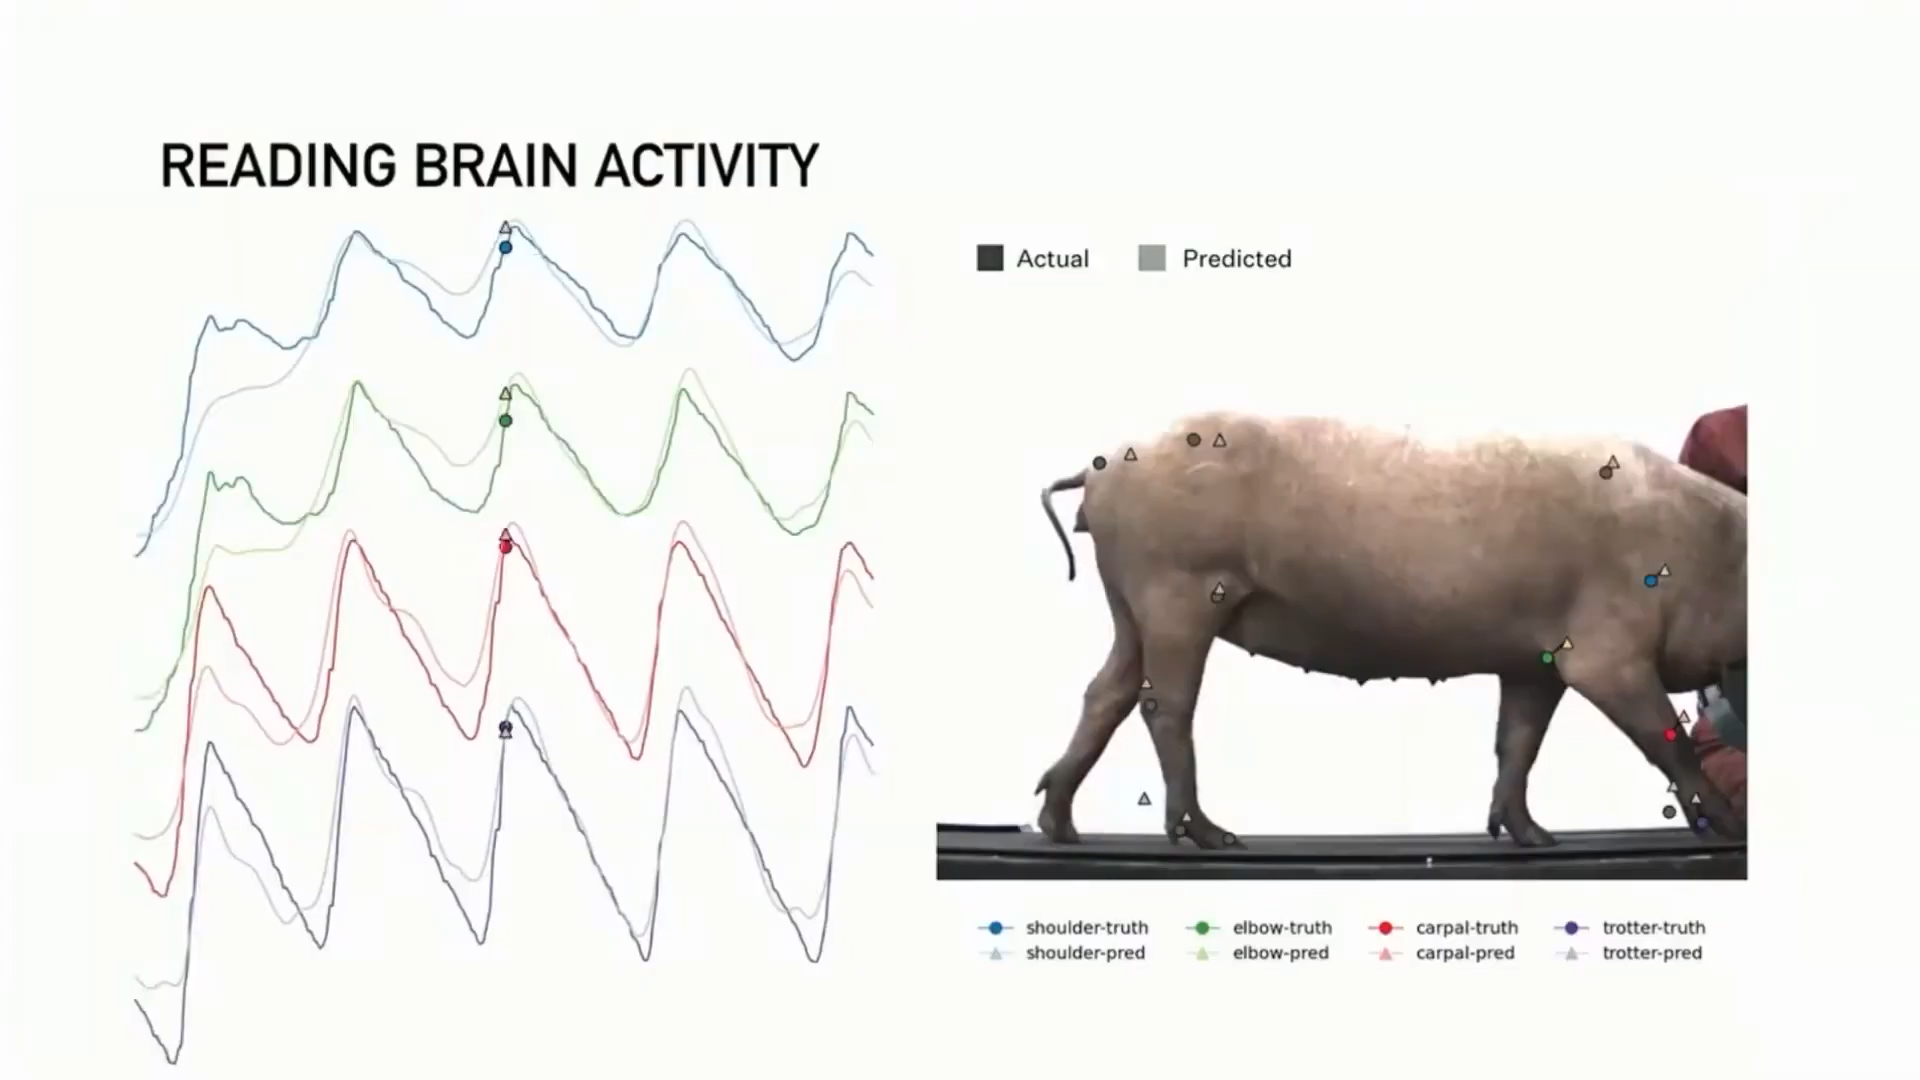 READING BRAIN ACTIVITY
Actual Predicted
shoulder-truth elbow-truth carpal-truth trotter-truth
shoulder-pred elbow-pred carpal-pred trotter-pred